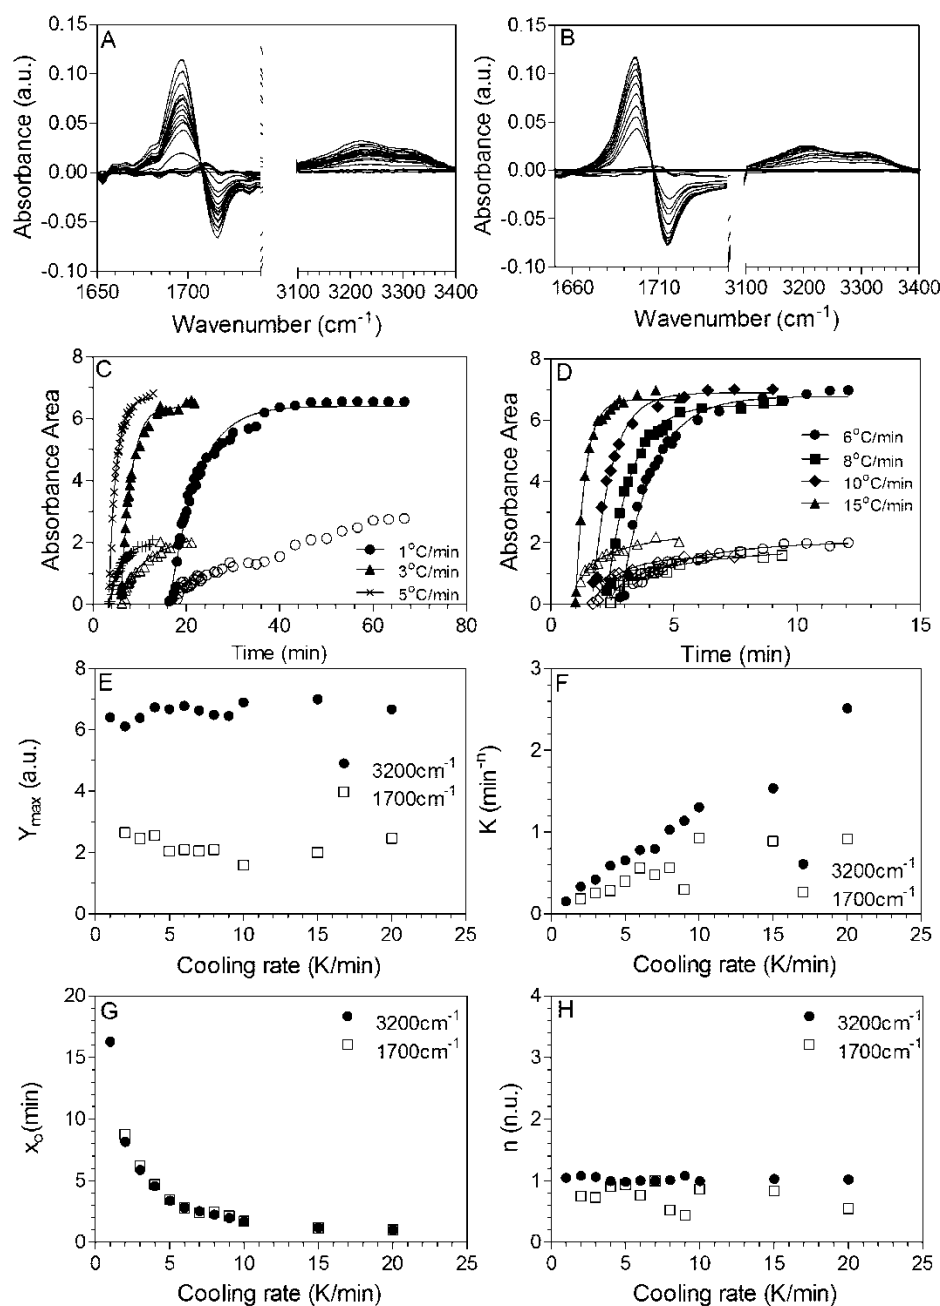 A
B
0.15
0.10
0.05
0.00
-0.05
-0.10
Absorbance (a.u.)
1650
1700
3100
3200
3300
3400
Wavenumber (cm⁻¹)
0.15
0.10
0.05
0.00
-0.05
-0.10
Absorbance (a.u.)
1660
1710
3100
3200
3300
3400
Wavenumber (cm⁻¹)
C
8
6
4
2
0
Absorbance Area
1°C/min
3°C/min
5°C/min
0
20
40
60
80
Time (min)
D
8
6
4
2
0
Absorbance Area
6°C/min
8°C/min
10°C/min
15°C/min
0
5
10
15
Time (min)
E
8
6
4
2
0
Yₘₐₓ (a.u.)
3200cm⁻¹
1700cm⁻¹
0
5
10
15
20
25
Cooling rate (K/min)
F
3
2
1
0
K (min⁻ⁿ)
3200cm⁻¹
1700cm⁻¹
0
5
10
15
20
25
Cooling rate (K/min)
G
20
15
10
5
0
xₒ(min)
3200cm⁻¹
1700cm⁻¹
0
5
10
15
20
25
Cooling rate (K/min)
H
4
3
2
1
0
n (n.u.)
3200cm⁻¹
1700cm⁻¹
0
5
10
15
20
25
Cooling rate (K/min)